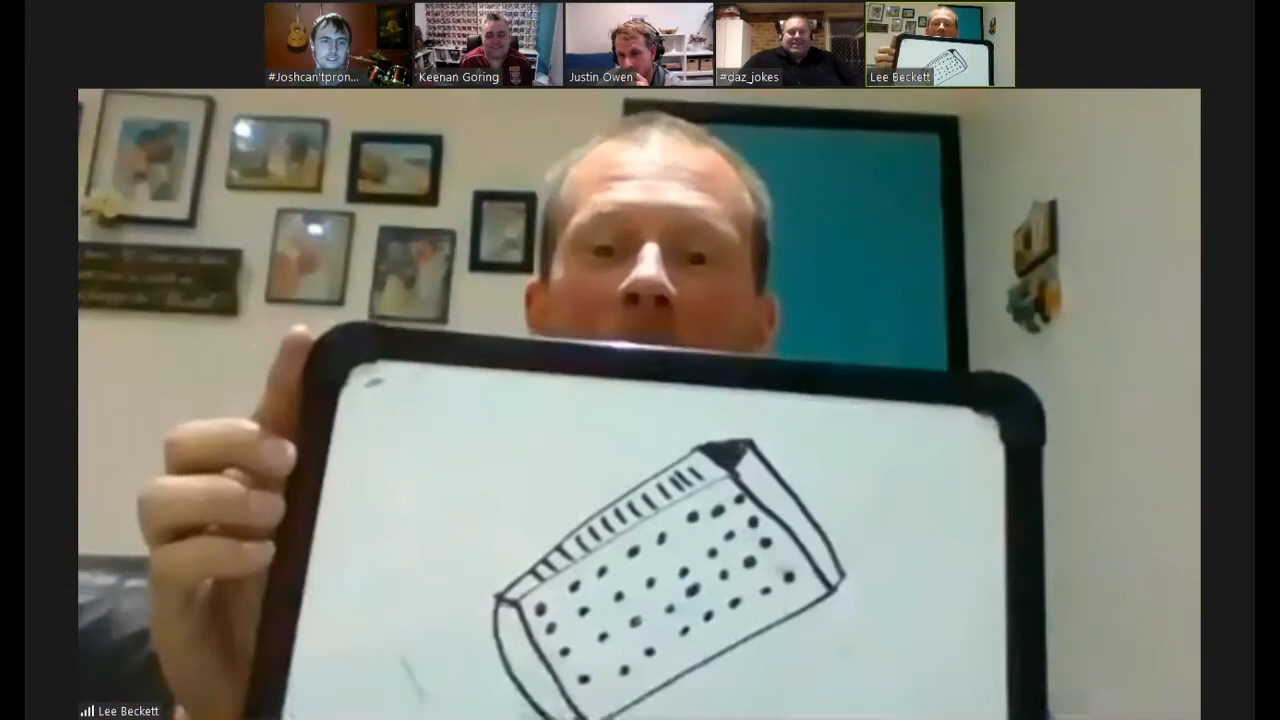 #Joshcan'tpron...
Keenan Goring
Justin Owen
#daz_jokes
Lee Beckett
Lee Beckett